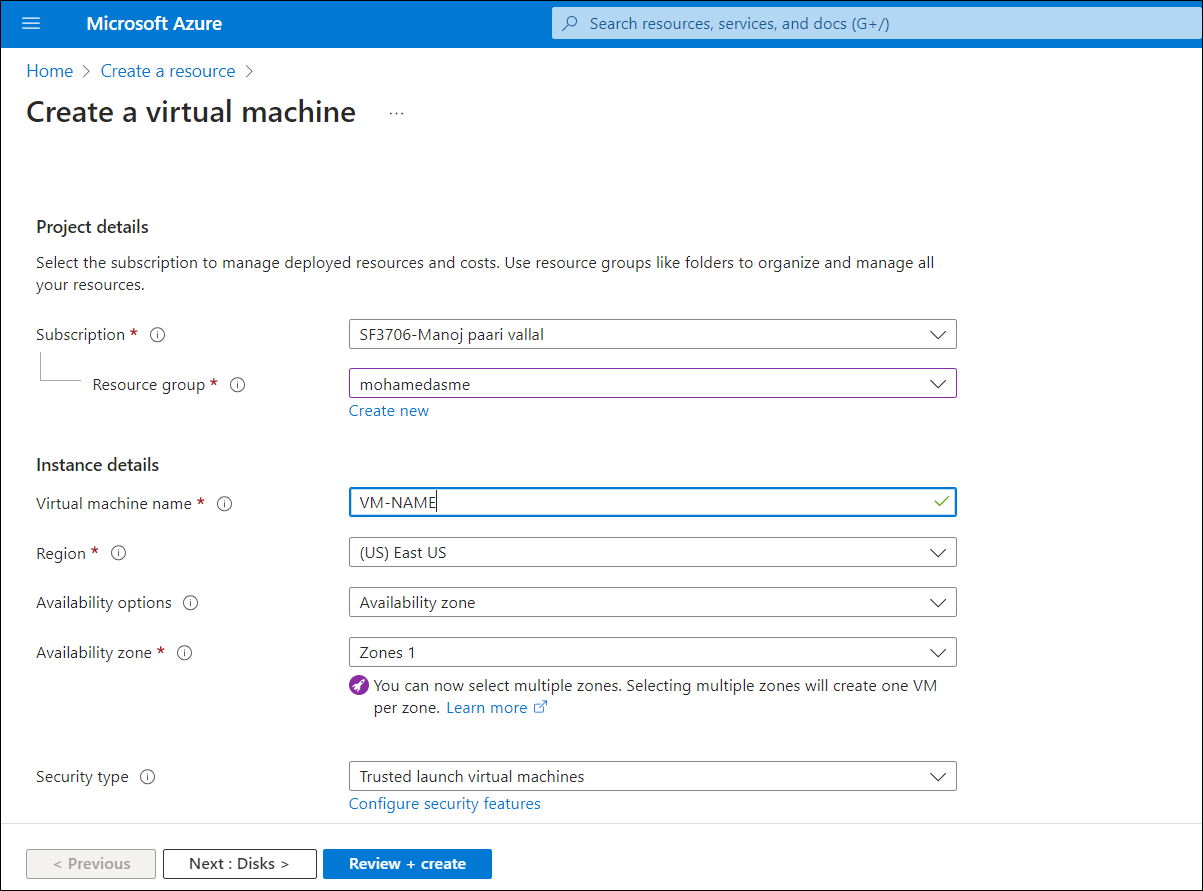 Microsoft Azure
Search resources, services, and docs (G+/)
Home > Create a resource >
Create a virtual machine ...
Project details
Select the subscription to manage deployed resources and costs. Use resource groups like folders to organize and manage all
your resources.
Subscription *
SF3706-Manoj paari vallal
Resource group *
mohamedasme
Create new
Instance details
Virtual machine name *
VM-NAME
Region *
(US) East US
Availability options
Availability zone
Availability zone *
Zones 1
You can now select multiple zones. Selecting multiple zones will create one VM
per zone. Learn more
Security type
Trusted launch virtual machines
Configure security features
< Previous
Next : Disks >
Review + create